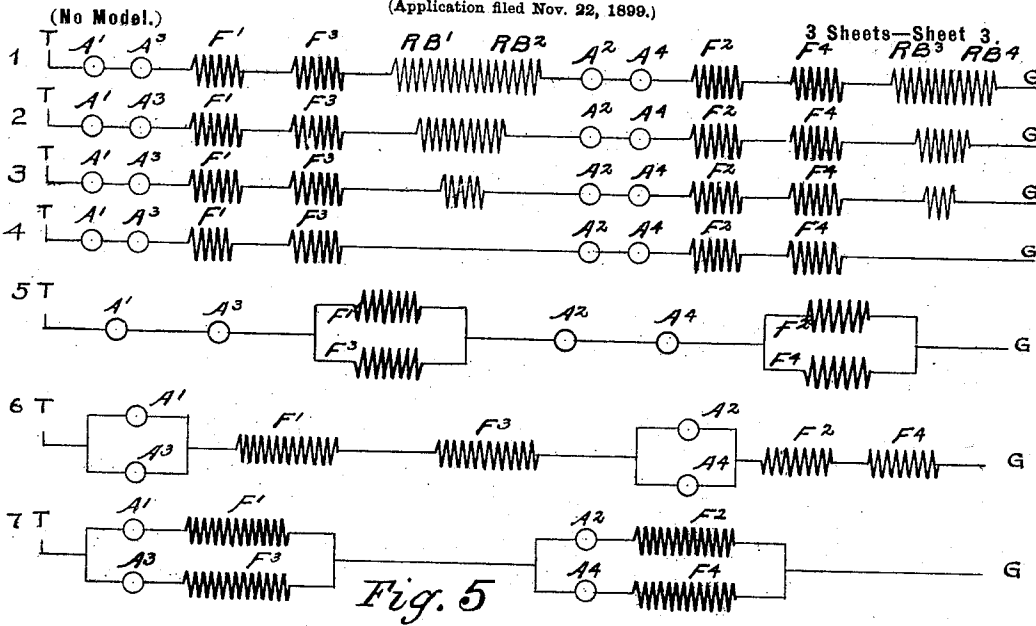 (Application filed Nov. 22, 1899.)
(No Model.)
3 Sheets—Sheet 3.
1 T A' A3 F' F3 RB' RB2 A2 A4 F2 F4 RB3 RB4 G
2 T A' A3 F' F3 A2 A4 F2 F4 G
3 T A' A3 F' F3 A2 A4 F2 F4 G
4 T A' A3 F' F3 A2 A4 F2 F4 G
5 T A' A3 F' F3 A2 A4 F2 F4 G
6 T A' A3 F' F3 A2 A4 F2 F4 G
7 T A' A3 F' F3 A2 A4 F2 F4 G
Fig. 5